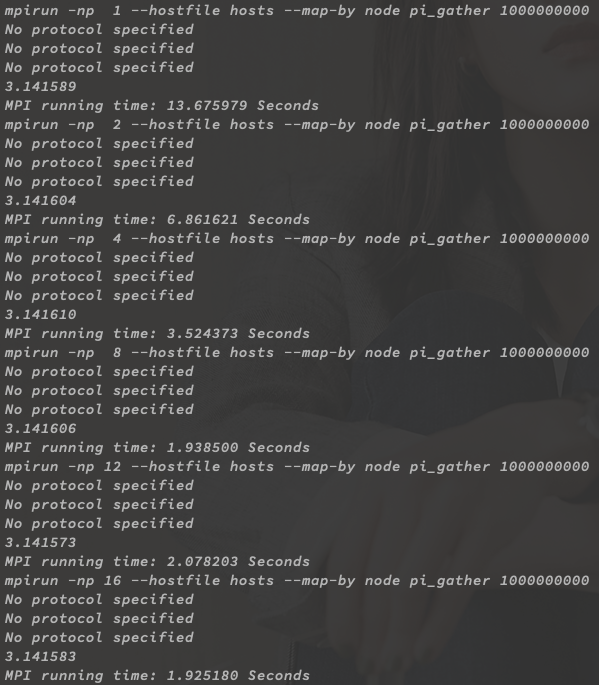 mpirun -np  1 --hostfile hosts --map-by node pi_gather 1000000000
No protocol specified
No protocol specified
No protocol specified
3.141589
MPI running time: 13.675979 Seconds
mpirun -np  2 --hostfile hosts --map-by node pi_gather 1000000000
No protocol specified
No protocol specified
No protocol specified
3.141604
MPI running time: 6.861621 Seconds
mpirun -np  4 --hostfile hosts --map-by node pi_gather 1000000000
No protocol specified
No protocol specified
No protocol specified
3.141610
MPI running time: 3.524373 Seconds
mpirun -np  8 --hostfile hosts --map-by node pi_gather 1000000000
No protocol specified
No protocol specified
No protocol specified
3.141606
MPI running time: 1.938500 Seconds
mpirun -np 12 --hostfile hosts --map-by node pi_gather 1000000000
No protocol specified
No protocol specified
No protocol specified
3.141573
MPI running time: 2.078203 Seconds
mpirun -np 16 --hostfile hosts --map-by node pi_gather 1000000000
No protocol specified
No protocol specified
No protocol specified
3.141583
MPI running time: 1.925180 Seconds